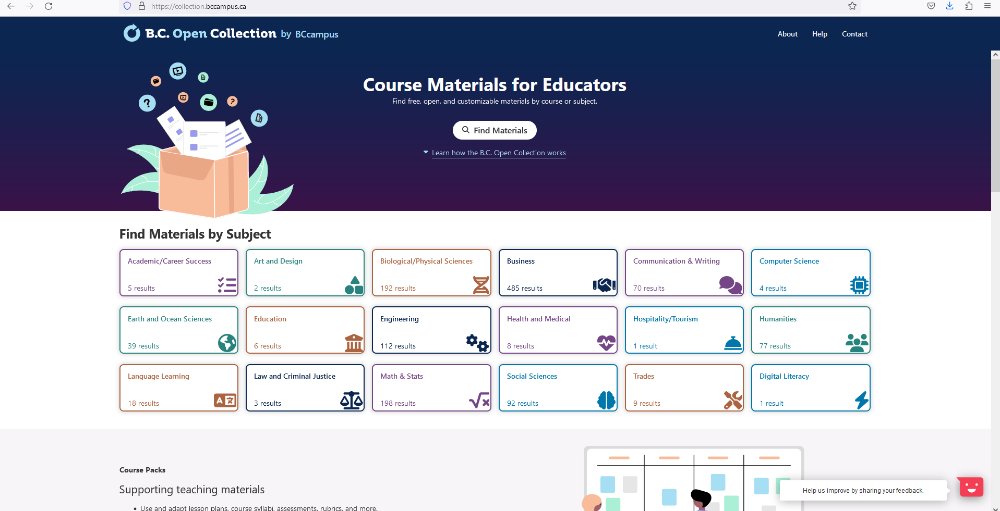 https://collection.bccampus.ca
B.C. Open Collection by BCcampus
About Help Contact
Course Materials for Educators
Find free, open, and customizable materials by course or subject.
Find Materials
Learn how the B.C. Open Collection works
Find Materials by Subject
Academic/Career Success
5 results
Art and Design
2 results
Biological/Physical Sciences
192 results
Business
485 results
Communication & Writing
70 results
Computer Science
4 results
Earth and Ocean Sciences
39 results
Education
6 results
Engineering
112 results
Health and Medical
8 results
Hospitality/Tourism
1 result
Humanities
77 results
Language Learning
18 results
Law and Criminal Justice
3 results
Math & Stats
198 results
Social Sciences
92 results
Trades
9 results
Digital Literacy
1 result
Course Packs
Supporting teaching materials
• Use and adapt lesson plans, course syllabi, assessments, rubrics, and more.
Help us improve by sharing your feedback.